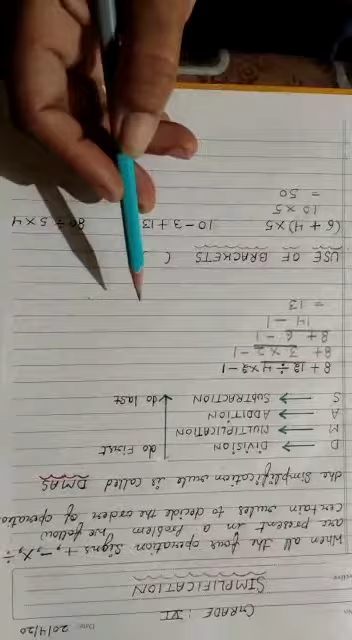 Date: 20/4/20
GRADE : VI
SIMPLIFICATION
When all the four operation signs +, -, x, ÷
are present in a problem we follow
certain rules to decide the order of operatio
the simplification rule is called DMAS
D → DIVISION do First
M → MULTIPLICATION
A → ADDITION
S → SUBTRACTION do last
8 + 12 ÷ 4 x 2 - 1
8 + 3 x 2 - 1
8 + 6 - 1
14 - 1
= 13
USE OF BRACKETS (
(6 + 4) x 5 10 - 3 + 13 80 ÷ 5 x 4
10 x 5
= 50